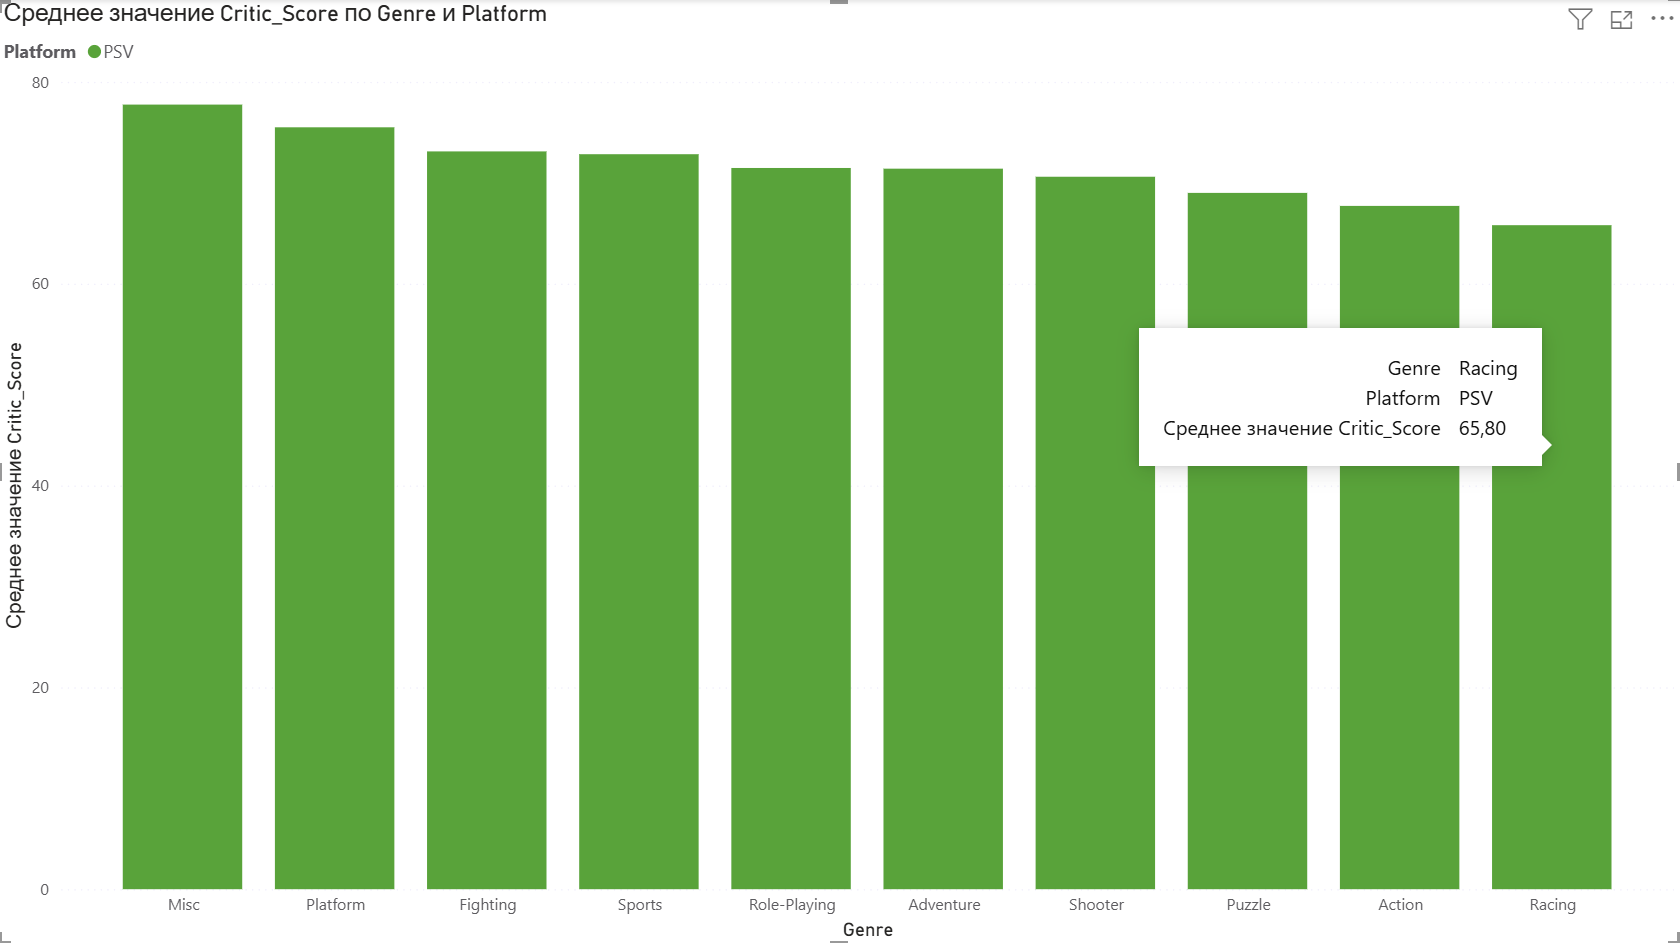 Среднее значение Critic_Score по Genre и Platform
Platform PSV
80
60
40
20
0
Среднее значение Critic_Score
Genre Racing
Platform PSV
Среднее значение Critic_Score 65,80
Misc Platform Fighting Sports Role-Playing Adventure Shooter Puzzle Action Racing
Genre